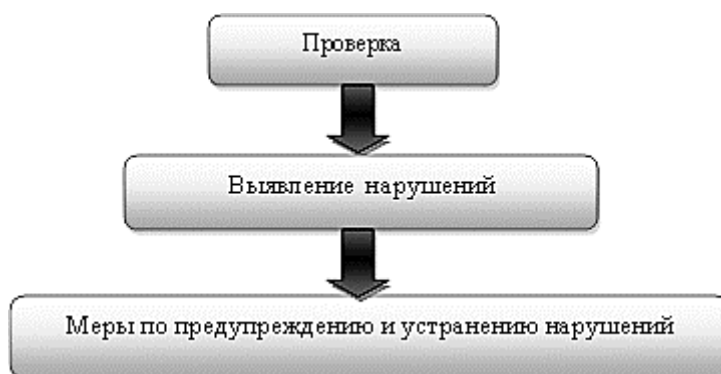 Проверка
Выявление нарушений
Меры по предупреждению и устранению нарушений